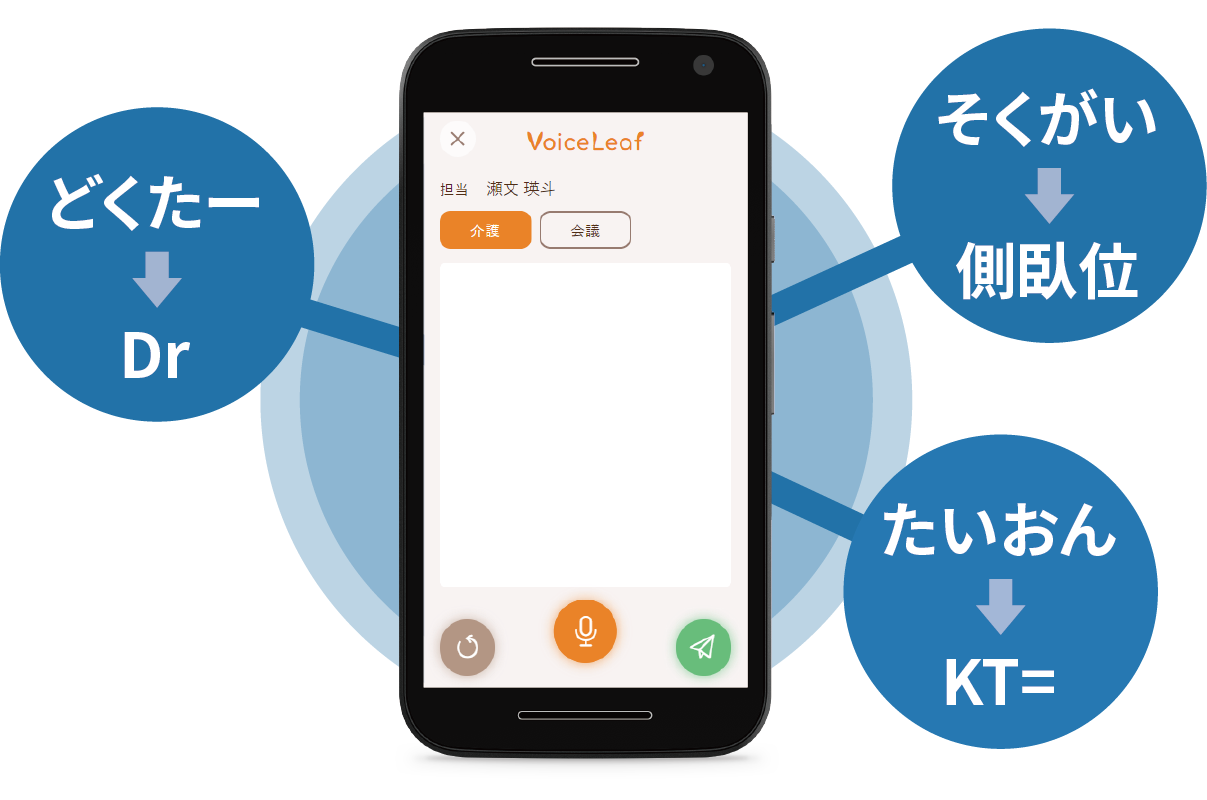 どくたー
Dr
VoiceLeaf
担当 瀬文 瑛斗
介護 会議
そくがい
側臥位
たいおん
KT=